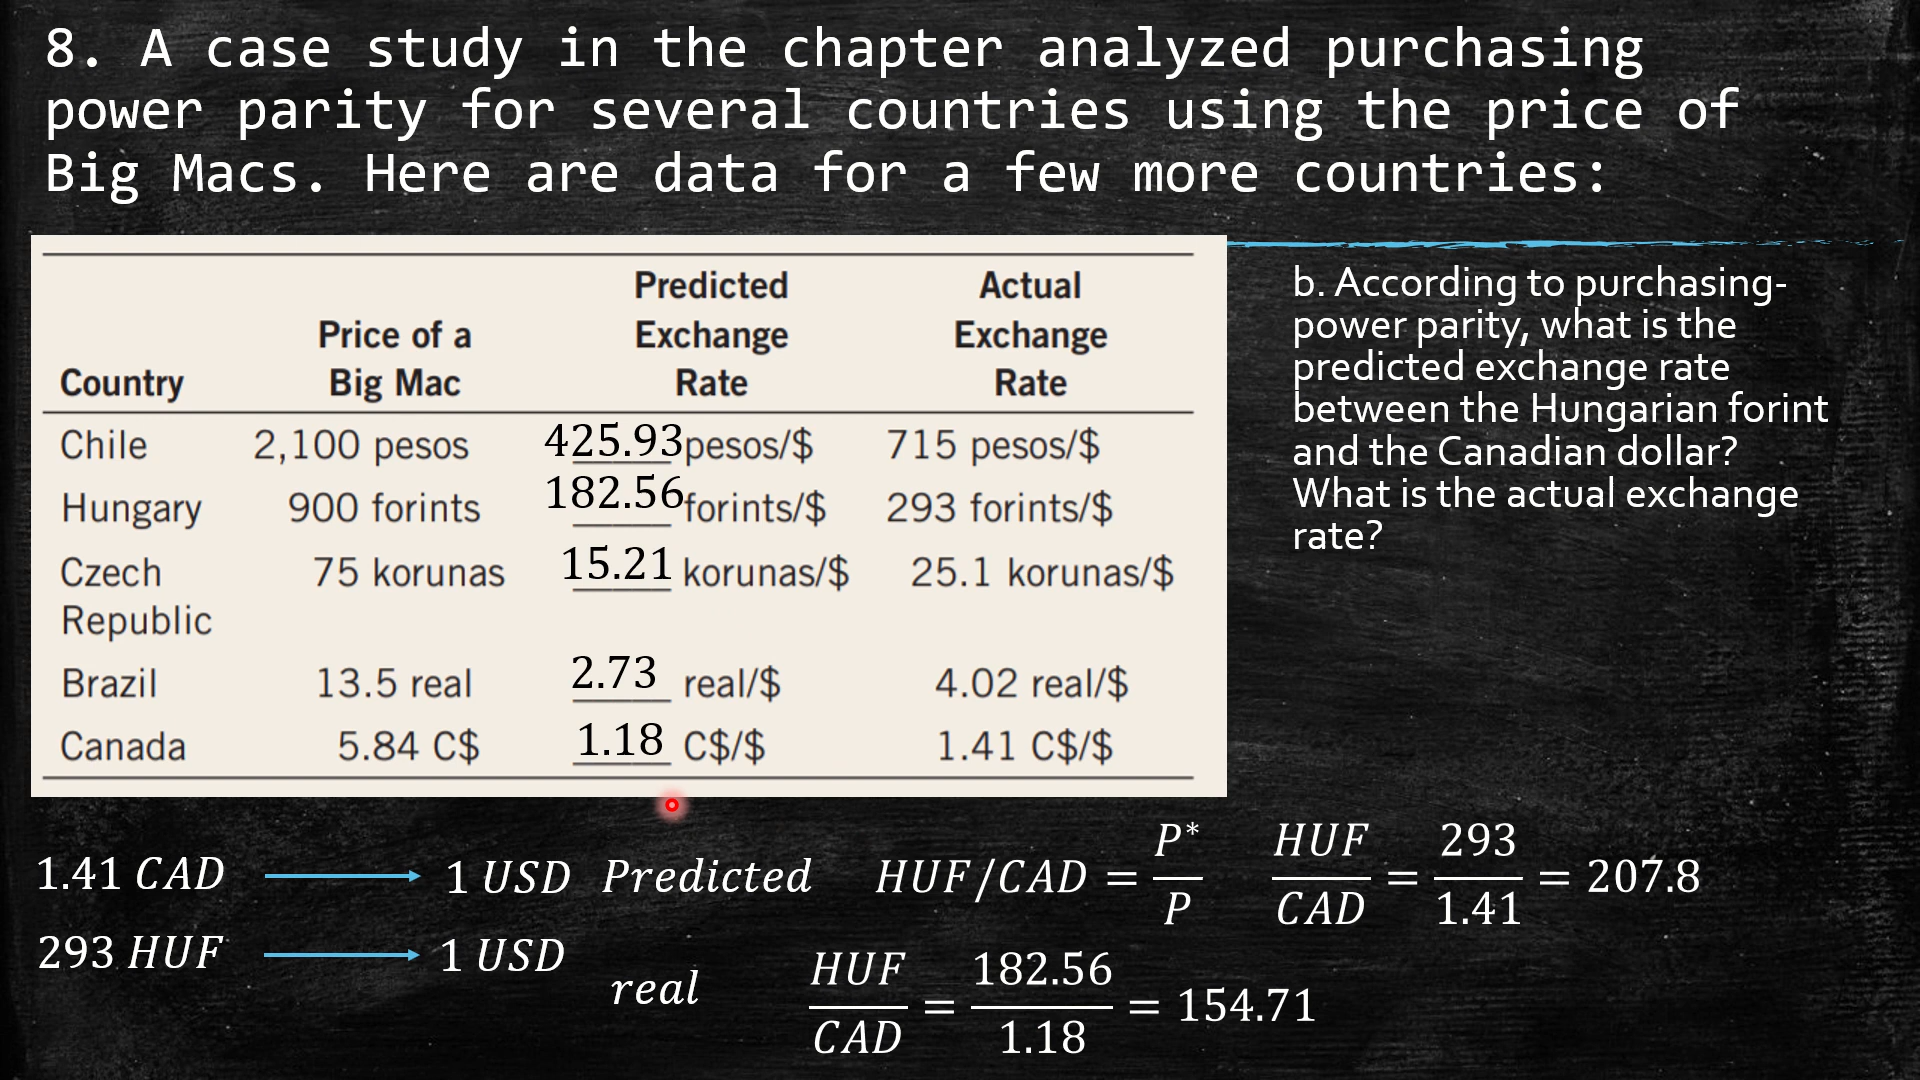 8. A case study in the chapter analyzed purchasing
power parity for several countries using the price of
Big Macs. Here are data for a few more countries:
Country
Price of a
Big Mac
Predicted
Exchange
Rate
Actual
Exchange
Rate
Chile 2,100 pesos 425.93 pesos/$ 715 pesos/$
Hungary 900 forints 182.56 forints/$ 293 forints/$
Czech 75 korunas 15.21 korunas/$ 25.1 korunas/$
Republic
Brazil 13.5 real 2.73 real/$ 4.02 real/$
Canada 5.84 C$ 1.18 C$/$ 1.41 C$/$
b. According to purchasing-
power parity, what is the
predicted exchange rate
between the Hungarian forint
and the Canadian dollar?
What is the actual exchange
rate?
1.41 CAD → 1 USD
293 HUF → 1 USD
Predicted HUF/CAD = P*/P HUF/CAD = 293/1.41 = 207.8
real HUF/CAD = 182.56/1.18 = 154.71